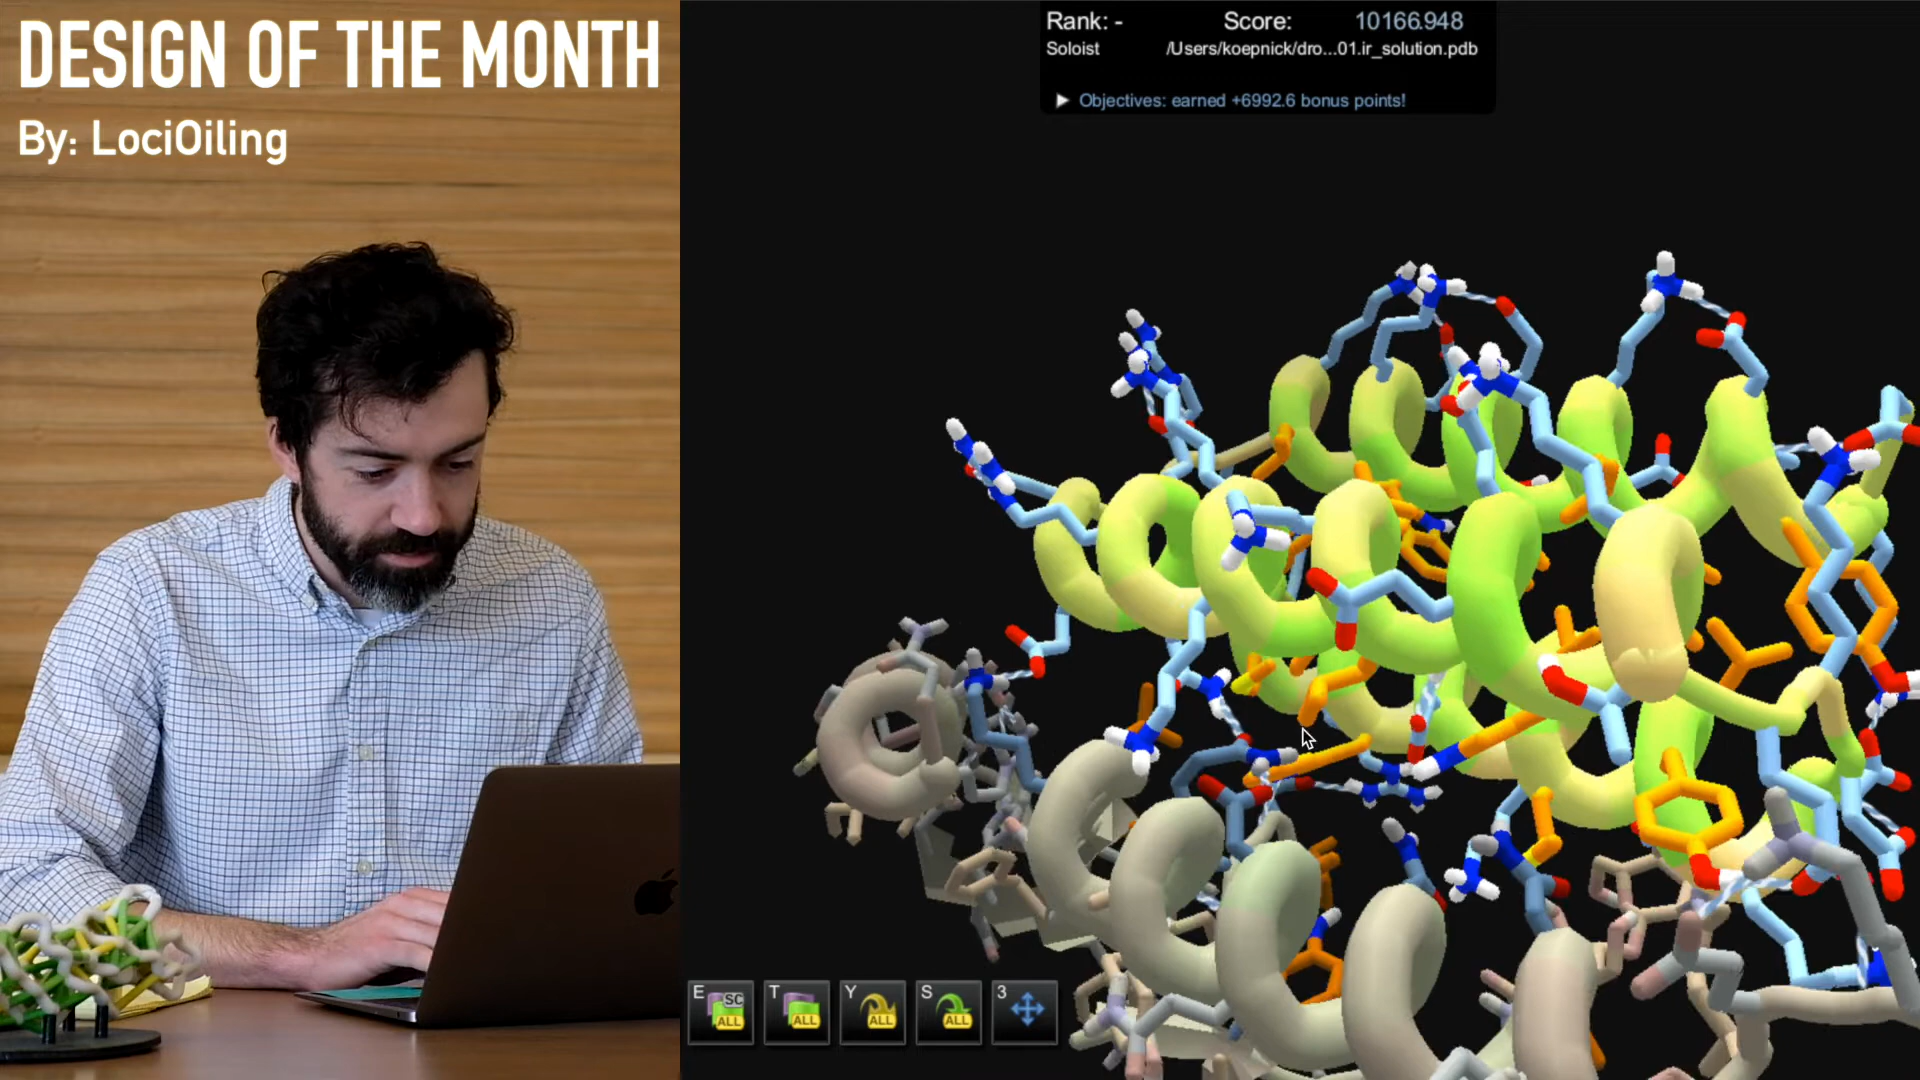 DESIGN OF THE MONTH
By: LociOiling
Rank: - Score: 10166.948
Soloist /Users/koepnick/dro...01.ir_solution.pdb
Objectives: earned +6992.6 bonus points!
E SC ALL T ALL Y ALL S ALL 3